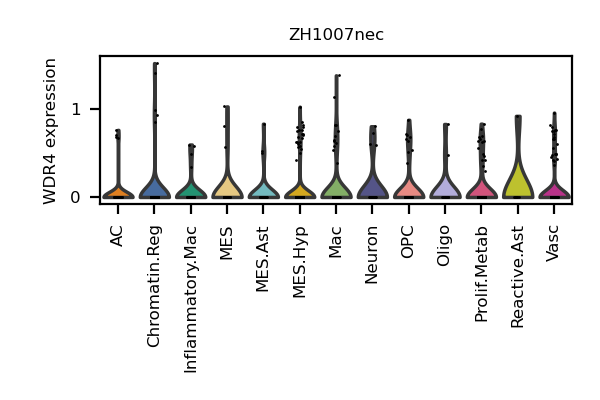 ZH1007nec
WDR4 expression
1
0
AC
Chromatin.Reg
Inflammatory.Mac
MES
MES.Ast
MES.Hyp
Mac
Neuron
OPC
Oligo
Prolif.Metab
Reactive.Ast
Vasc